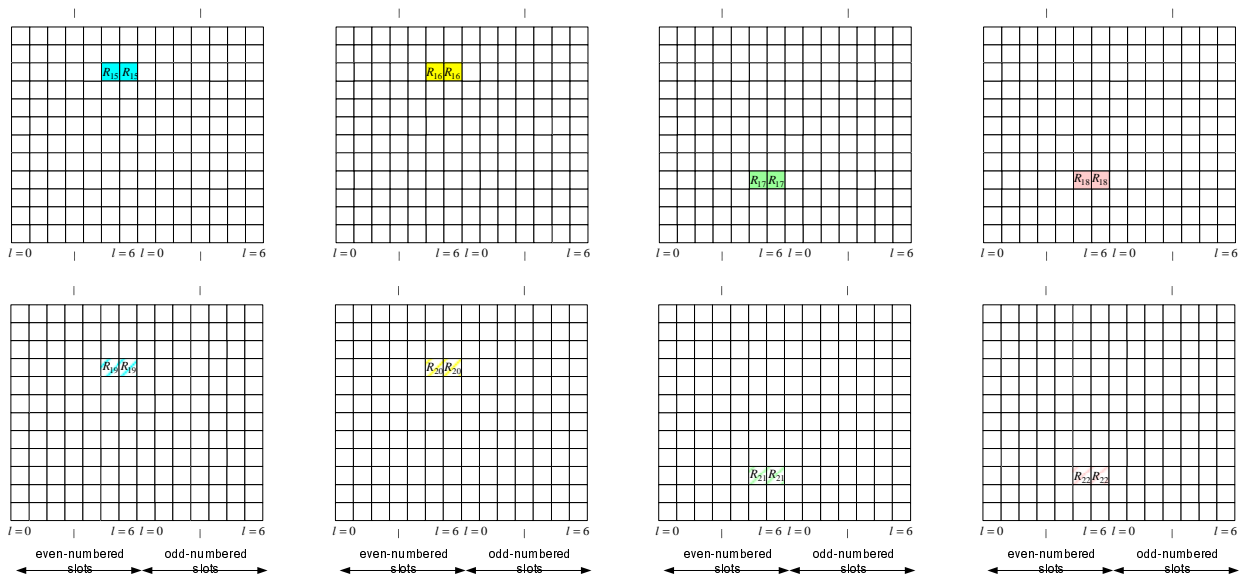 R15 R15 R16 R16
R17 R17 R18 R18
l = 0 l = 6 l = 0 l = 6 l = 0 l = 6 l = 0 l = 6 l = 0 l = 6 l = 0 l = 6 l = 0 l = 6 l = 0 l = 6
R19 R19 R20 R20
R21 R21 R22 R22
l = 0 l = 6 l = 0 l = 6 l = 0 l = 6 l = 0 l = 6 l = 0 l = 6 l = 0 l = 6 l = 0 l = 6 l = 0 l = 6
even-numbered odd-numbered even-numbered odd-numbered even-numbered odd-numbered even-numbered odd-numbered
slots slots slots slots slots slots slots slots